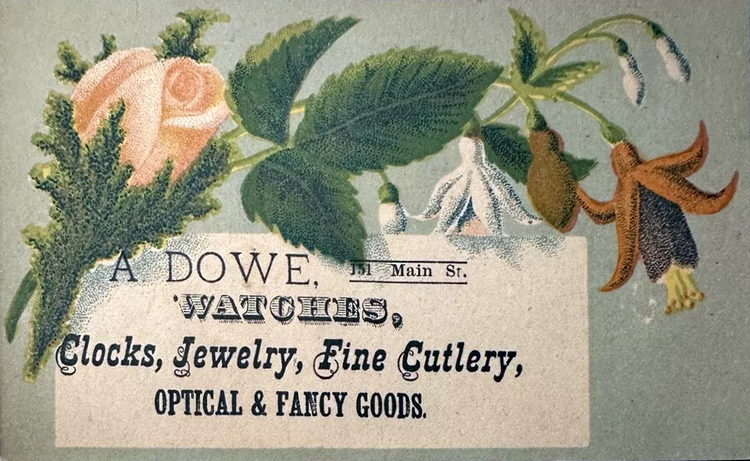 A DOWE, 151 Main St.
WATCHES,
Clocks, Jewelry, Fine Cutlery,
OPTICAL & FANCY GOODS.